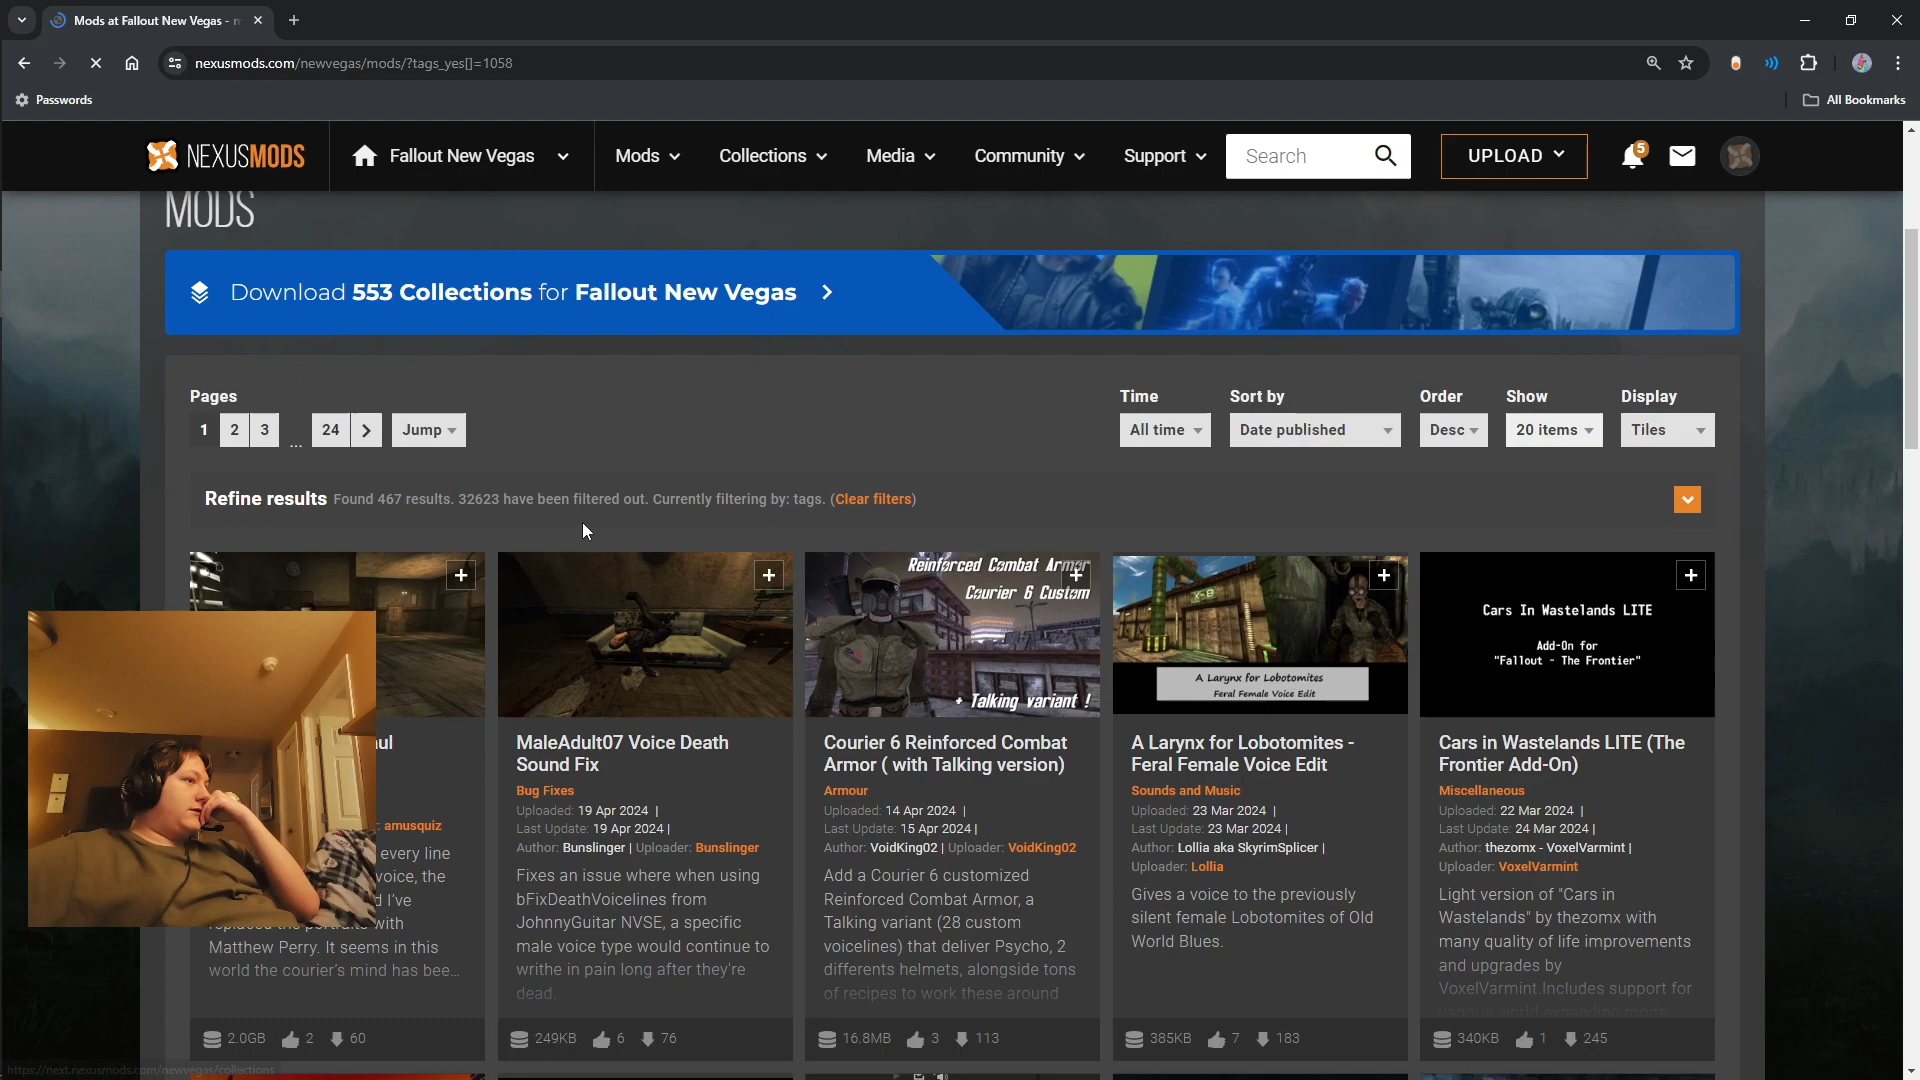 Mods at Fallout New Vegas -
nexusmods.com/newvegas/mods/?tags_yes[]=1058
Passwords
All Bookmarks
NEXUSMODS
Fallout New Vegas
Mods
Collections
Media
Community
Support
Search
UPLOAD
5
MODS
Download 553 Collections for Fallout New Vegas
Pages
1 2 3 ... 24 > Jump
Time
All time
Sort by
Date published
Order
Desc
Show
20 items
Display
Tiles
Refine results Found 467 results. 32623 have been filtered out. Currently filtering by: tags. (Clear filters)
amusquiz
every line
voice, the
I've
with
Matthew Perry. It seems in this
world the courier's mind has bee...
2.0GB 2 60
MaleAdult07 Voice Death
Sound Fix
Bug Fixes
Uploaded: 19 Apr 2024 |
Last Update: 19 Apr 2024 |
Author: Bunslinger | Uploader: Bunslinger
Fixes an issue where when using
bFixDeathVoicelines from
JohnnyGuitar NVSE, a specific
male voice type would continue to
writhe in pain long after they're
dead.
249KB 6 76
Reinforced Combat Armor
Courier 6 Custom
+ Talking variant !
Courier 6 Reinforced Combat
Armor ( with Talking version)
Armour
Uploaded: 14 Apr 2024 |
Last Update: 15 Apr 2024 |
Author: VoidKing02 | Uploader: VoidKing02
Add a Courier 6 customized
Reinforced Combat Armor, a
Talking variant (28 custom
voicelines) that deliver Psycho, 2
differents helmets, alongside tons
of recipes to work these around
16.8MB 3 113
X-8
A Larynx for Lobotomites
Feral Female Voice Edit
A Larynx for Lobotomites -
Feral Female Voice Edit
Sounds and Music
Uploaded: 23 Mar 2024 |
Last Update: 23 Mar 2024 |
Author: Lollia aka SkyrimSplicer |
Uploader: Lollia
Gives a voice to the previously
silent female Lobotomites of Old
World Blues.
385KB 7 183
Cars In Wastelands LITE
Add-On for
"Fallout - The Frontier"
Cars in Wastelands LITE (The
Frontier Add-On)
Miscellaneous
Uploaded: 22 Mar 2024 |
Last Update: 24 Mar 2024 |
Author: thezomx - VoxelVarmint |
Uploader: VoxelVarmint
Light version of "Cars in
Wastelands" by thezomx with
many quality of life improvements
and upgrades by
VoxelVarmint.Includes support for
various world expanding mods
340KB 1 245
https://next.nexusmods.com/newvegas/collections